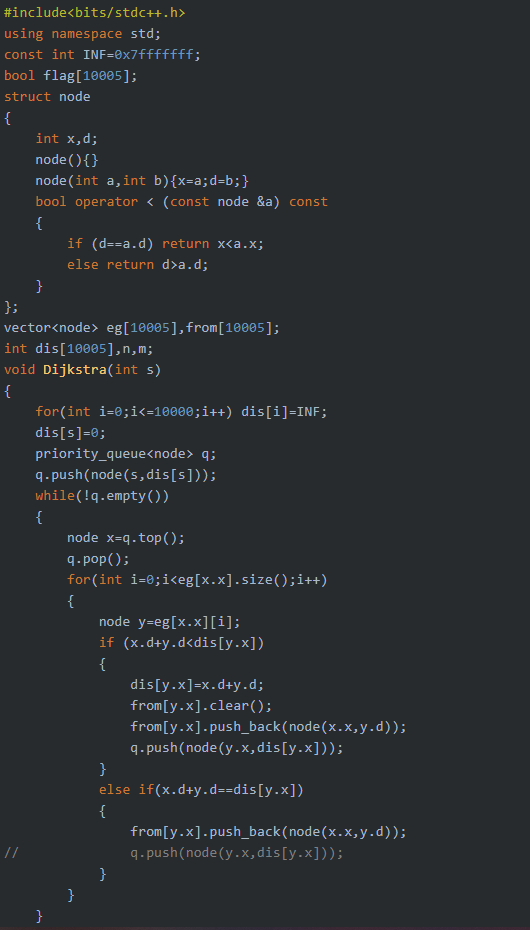 #include<bits/stdc++.h>
using namespace std;
const int INF=0x7fffffff;
bool flag[10005];
struct node
{
    int x,d;
    node(){}
    node(int a,int b){x=a;d=b;}
    bool operator < (const node &a) const
    {
        if (d==a.d) return x<a.x;
        else return d>a.d;
    }
};
vector<node> eg[10005],from[10005];
int dis[10005],n,m;
void Dijkstra(int s)
{
    for(int i=0;i<=10000;i++) dis[i]=INF;
    dis[s]=0;
    priority_queue<node> q;
    q.push(node(s,dis[s]));
    while(!q.empty())
    {
        node x=q.top();
        q.pop();
        for(int i=0;i<eg[x.x].size();i++)
        {
            node y=eg[x.x][i];
            if (x.d+y.d<dis[y.x])
            {
                dis[y.x]=x.d+y.d;
                from[y.x].clear();
                from[y.x].push_back(node(x.x,y.d));
                q.push(node(y.x,dis[y.x]));
            }
            else if(x.d+y.d==dis[y.x])
            {
                from[y.x].push_back(node(x.x,y.d));
//              q.push(node(y.x,dis[y.x]));
            }
        }
    }